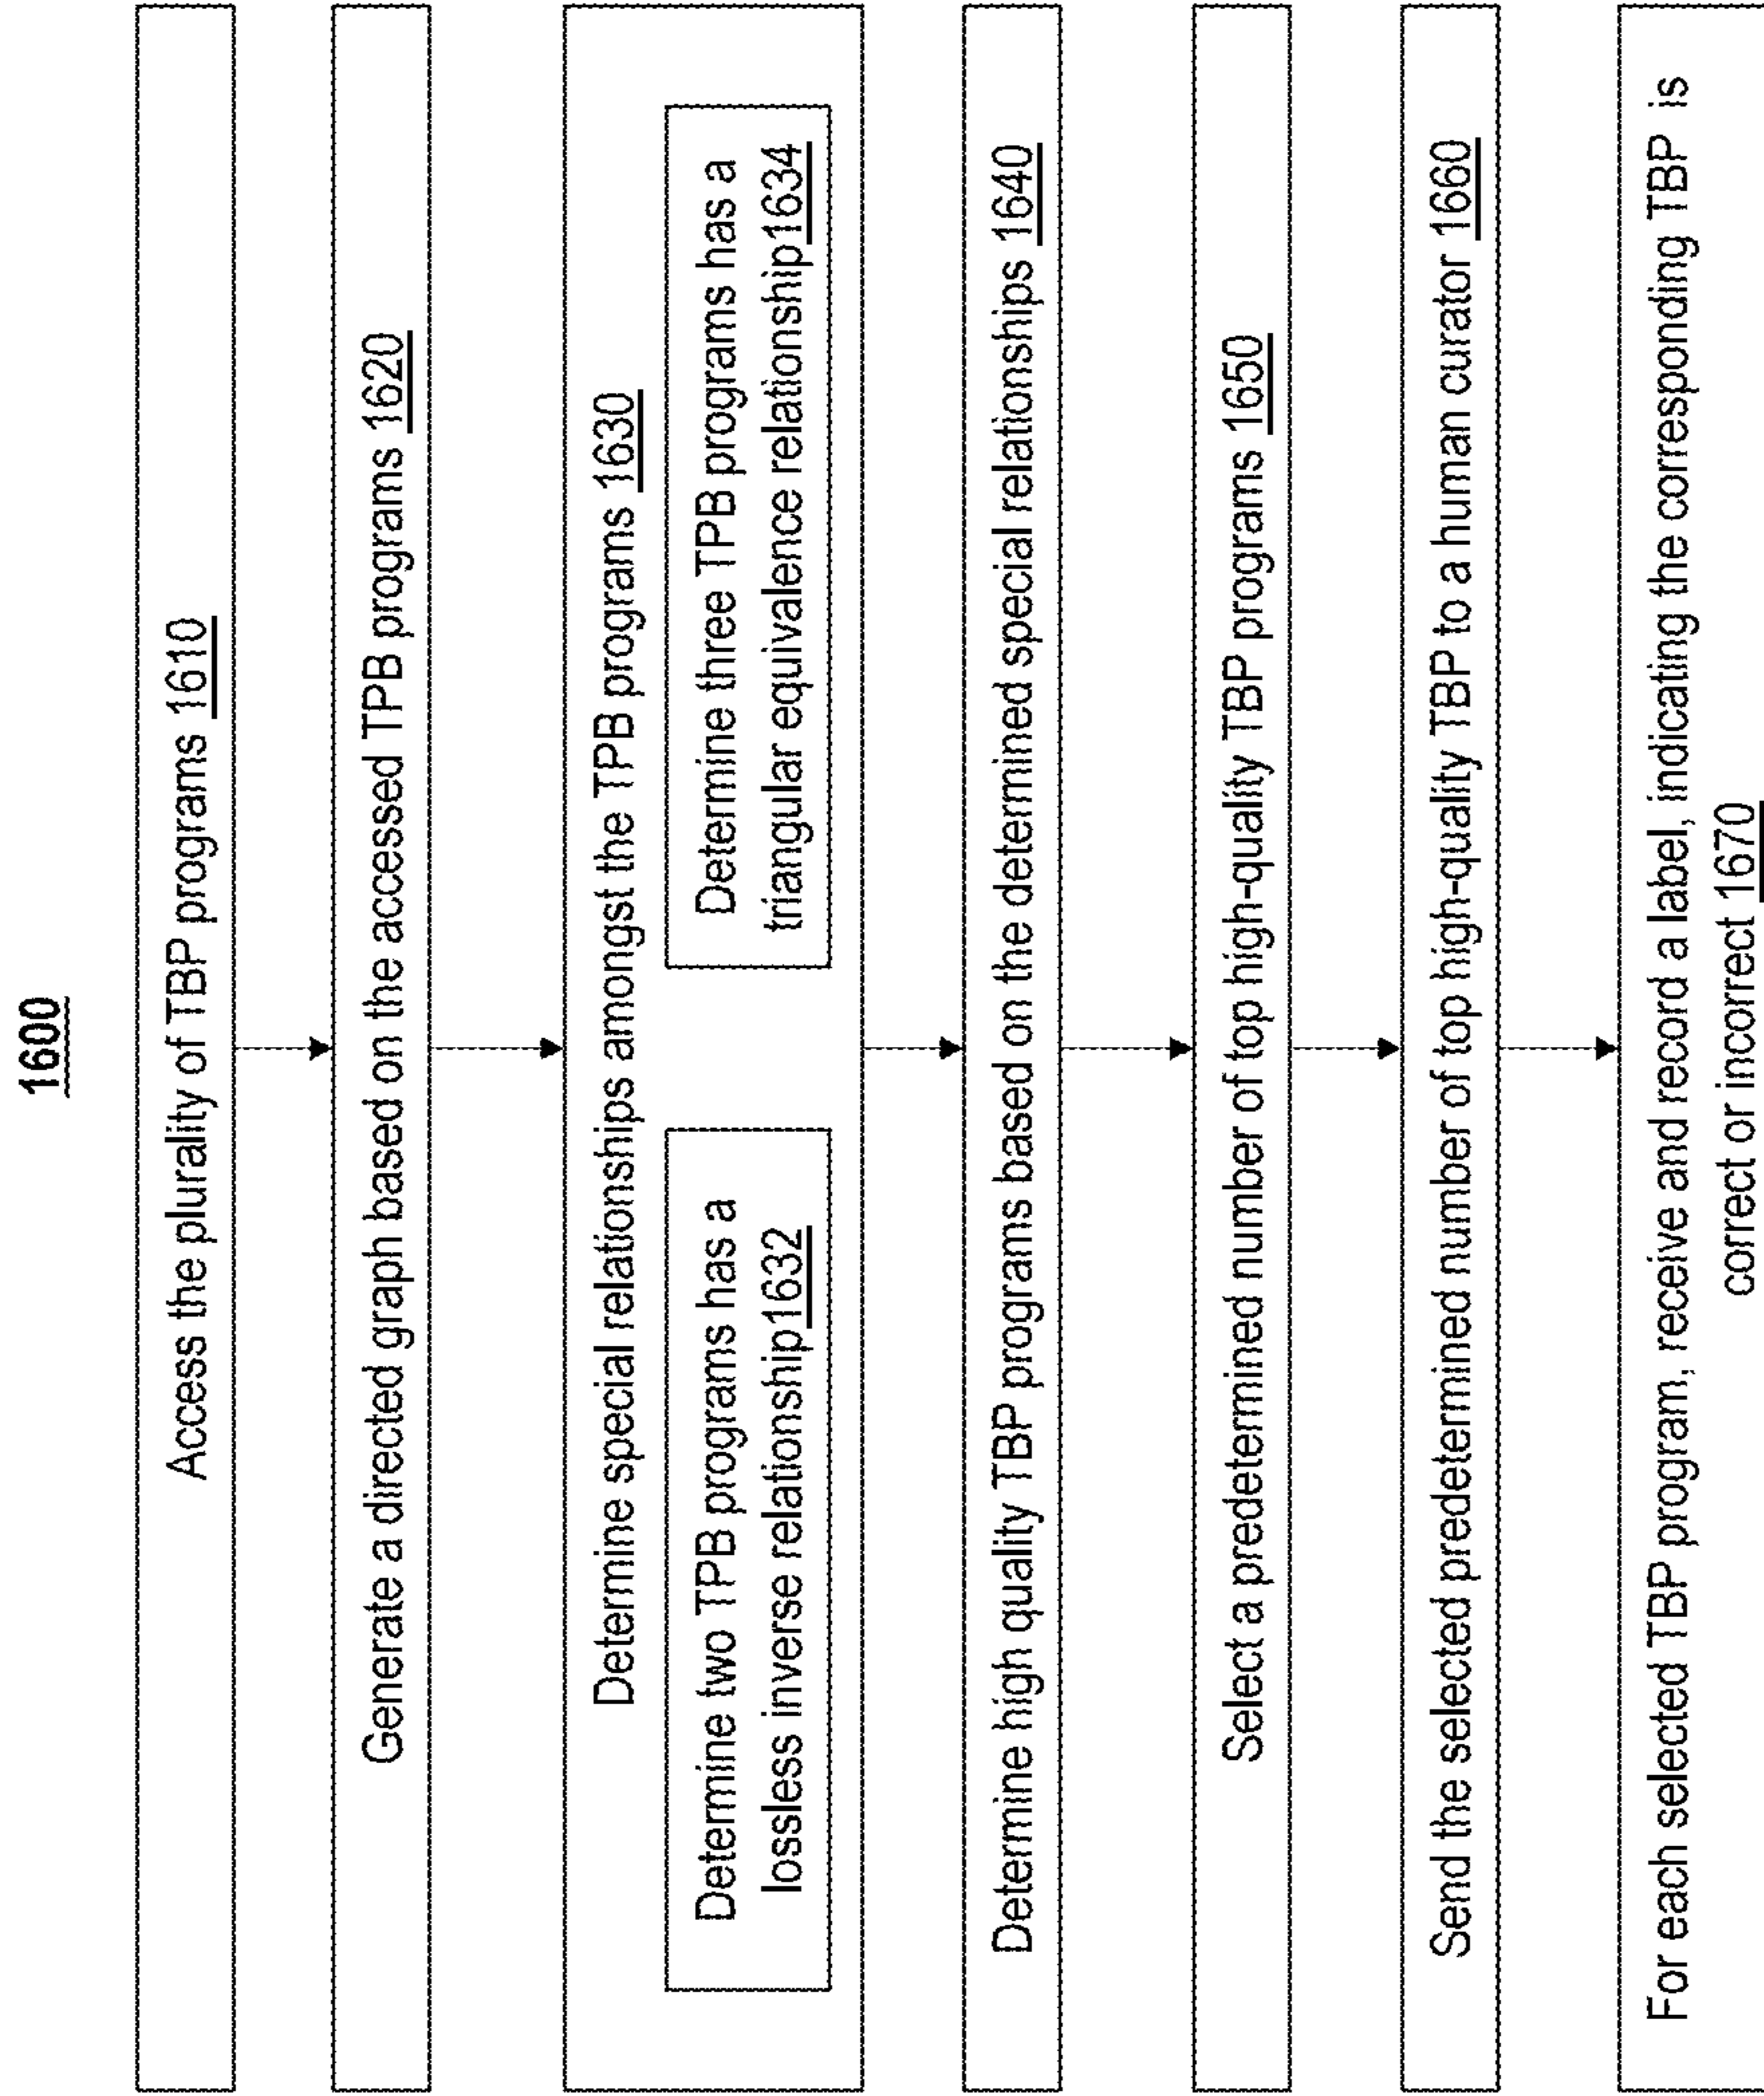 1600
Access the plurality of TBP programs 1610
Generate a directed graph based on the accessed TPB programs 1620
Determine special relationships amongst the TPB programs 1630
Determine two TPB programs has a
lossless inverse relationship1632
Determine three TPB programs has a
triangular equivalence relationship1634
Determine high quality TBP programs based on the determined special relationships 1640
Select a predetermined number of top high-quality TBP programs 1650
Send the selected predetermined number of top high-quality TBP to a human curator 1660
For each selected TBP program, receive and record a label, indicating the corresponding TBP is
correct or incorrect 1670